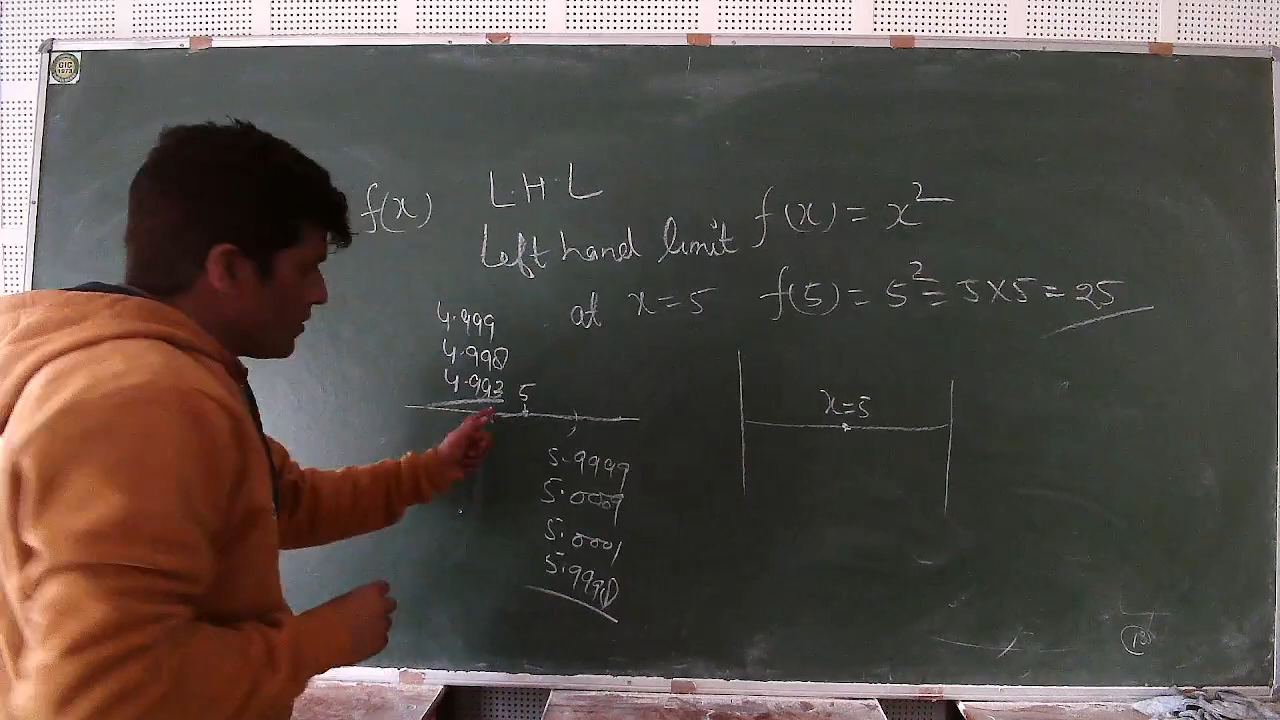 f(x)
L.H.L
Left hand limit
at x=5
f(x) = x²
f(5) = 5² = 5×5 = 25
4.999
4.998
4.993
5
5.9999
5.0009
5.0001
5.9998
x=5